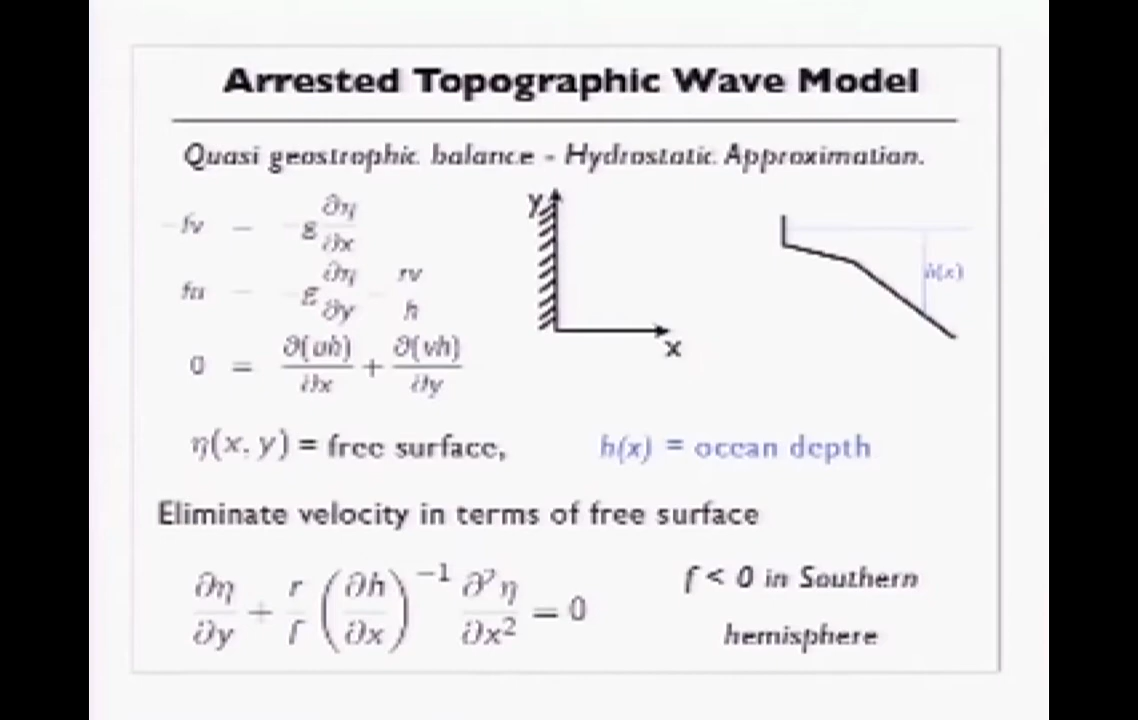 Arrested Topographic Wave Model
Quasi geostrophic balance - Hydrostatic Approximation.
-fv = -g ∂η/∂x
fu = -g ∂η/∂y - rv/h
0 = ∂(uh)/∂x + ∂(vh)/∂y
y
x
h(x)
η(x, y) = free surface,
h(x) = ocean depth
Eliminate velocity in terms of free surface
∂η/∂y + r/f (∂h/∂x)⁻¹ ∂²η/∂x² = 0
f < 0 in Southern
hemisphere